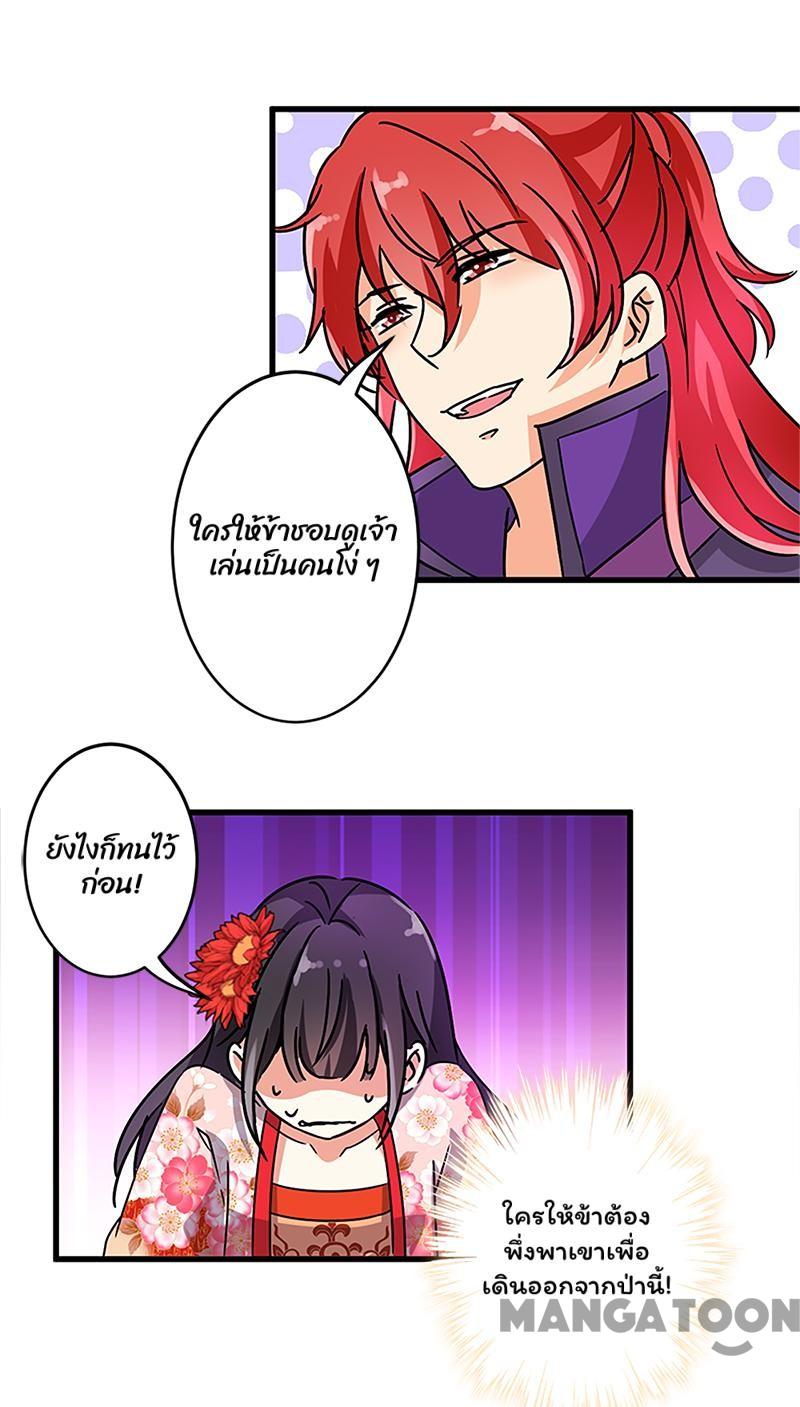 ใครให้ข้าชอบดูเจ้า
เล่นเป็นคนโง่ ๆ
ยังไงก็ทนไว้
ก่อน!
ใครให้ข้าต้อง
พึ่งพาเขาเพื่อ
เดินออกจากป่านี้!
MANGATOON